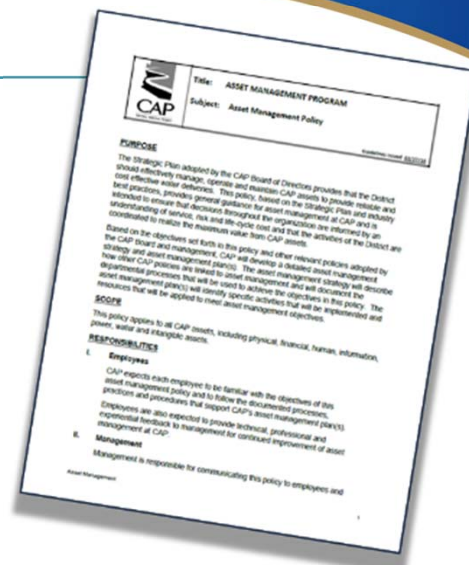 CAP
Title: ASSET MANAGEMENT PROGRAM
Subject: Asset Management Policy
PURPOSE
The Strategic Plan adopted by the CAP Board of Directors provides that the District
should effectively manage, operate and maintain CAP assets to provide reliable and
cost effective water deliveries. This policy, based on the Strategic Plan and industry
best practices, provides general guidance for asset management at CAP and is
intended to ensure that decisions throughout the organization are informed by an
understanding of service, risk and life-cycle cost and that the activities of the District are
coordinated to realize the maximum value from CAP assets.
Based on the objectives set forth in this policy and other relevant policies adopted by
the CAP Board and management, CAP will develop a detailed asset management
strategy and asset management plan(s). The asset management strategy will describe
how other CAP policies are linked to asset management and will document the
departmental processes that will be used to achieve the objectives in this policy. The
asset management plan(s) will identify specific activities that will be implemented and
resources that will be applied to meet asset management objectives.
SCOPE
This policy applies to all CAP assets, including physical, financial, human, information,
power, water and intangible assets.
RESPONSIBILITIES
I. Employees
CAP expects each employee to be familiar with the objectives of this
asset management policy and to follow the documented processes,
practices and procedures that support CAP's asset management plan(s).
Employees are also expected to provide technical, professional and
experiential feedback to management for continued improvement of asset
management at CAP.
II. Management
Management is responsible for communicating this policy to employees and
Asset Management
1